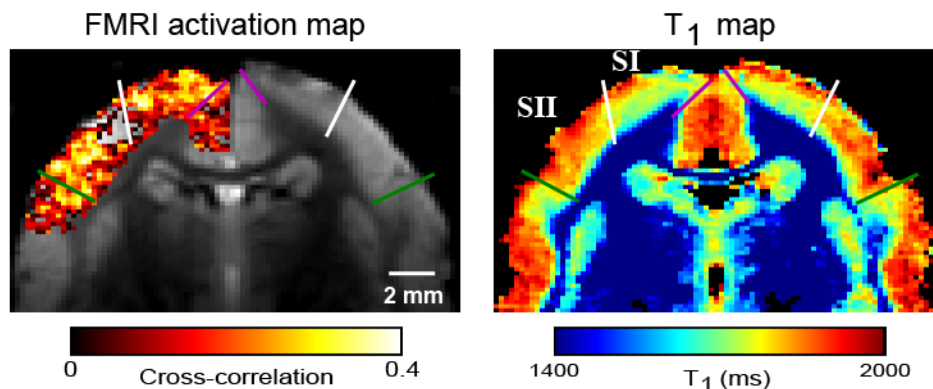 FMRI activation map
T1 map
SI
SII
2 mm
0
0.4
Cross-correlation
1400
2000
T1 (ms)